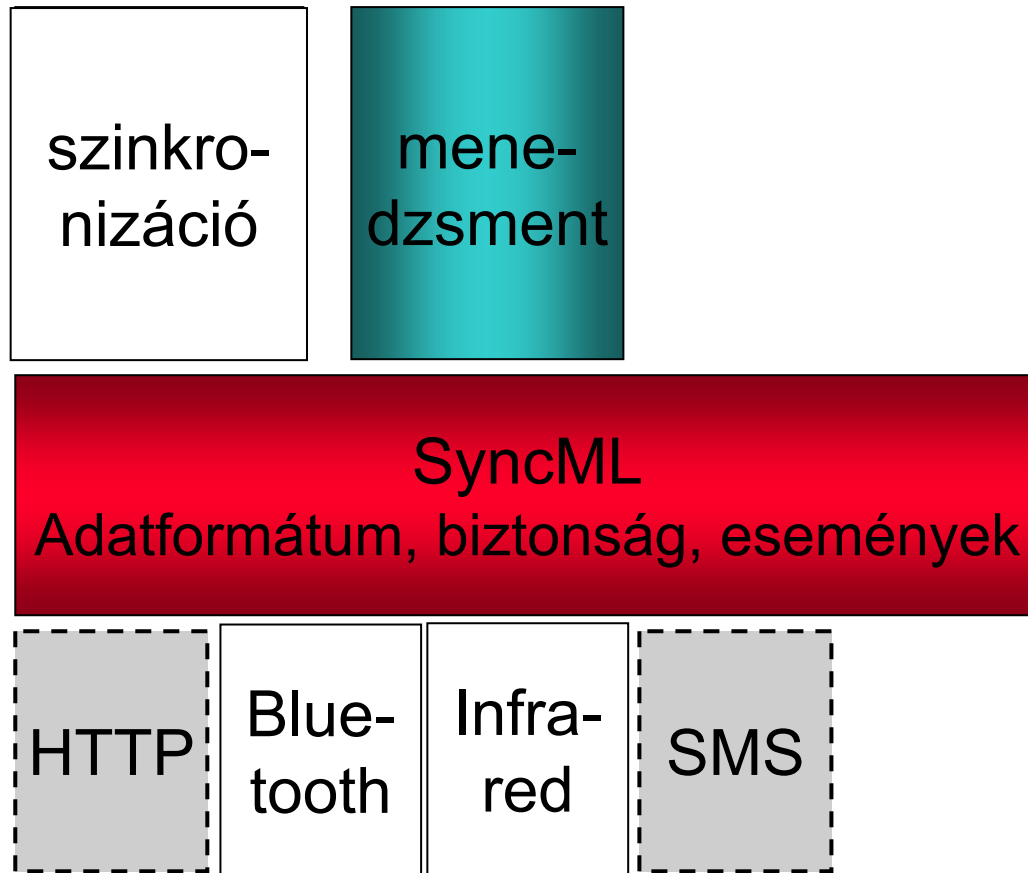 szinkro-
nizáció
mene-
dzsment
SyncML
Adatformátum, biztonság, események
HTTP
Blue-
tooth
Infra-
red
SMS